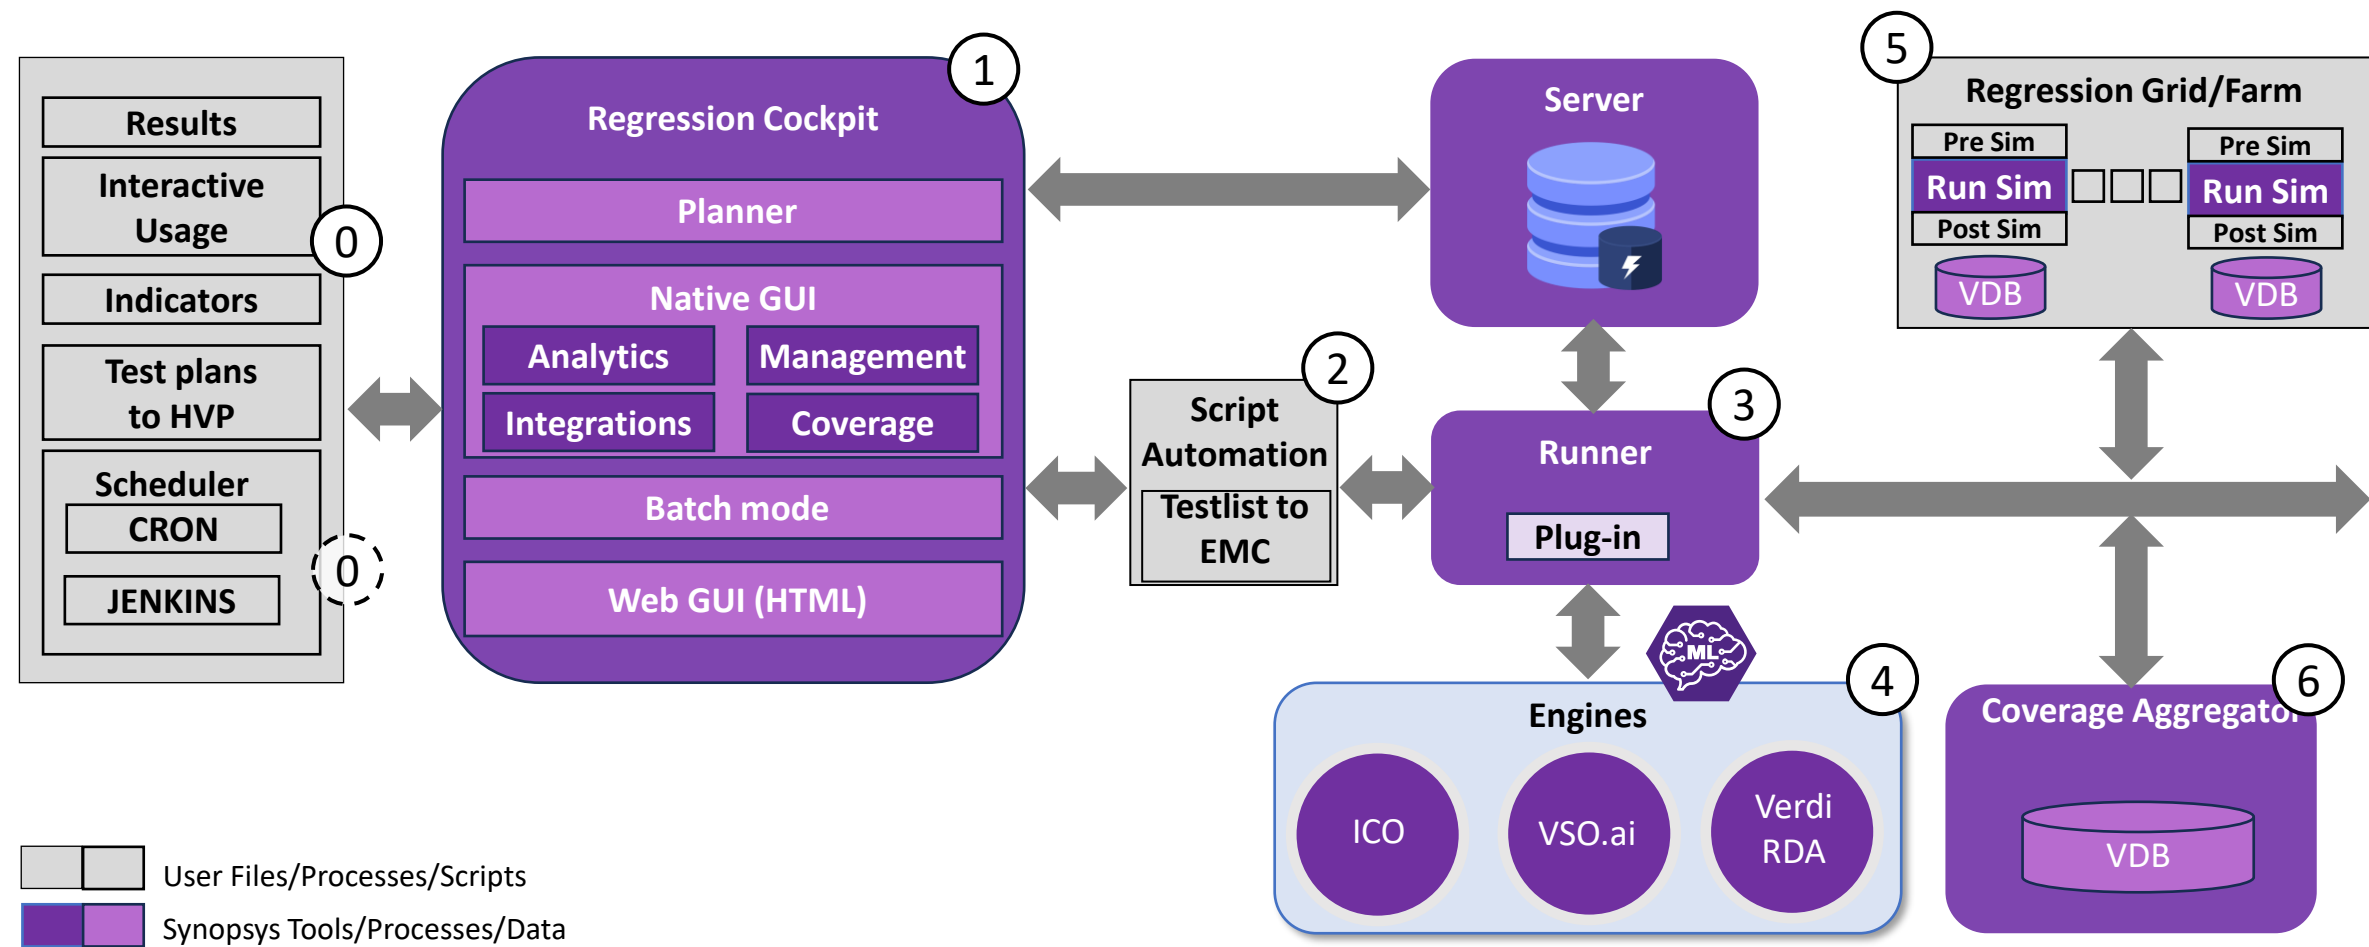 0
Results
Interactive
Usage
Indicators
Test plans
to HVP
Scheduler
CRON
JENKINS
0
1
Regression Cockpit
Planner
Native GUI
Analytics
Management
Integrations
Coverage
Batch mode
Web GUI (HTML)
Server
2
Script
Automation
Testlist to
EMC
3
Runner
Plug-in
ML
4
Engines
ICO
VSO.ai
Verdi
RDA
5
Regression Grid/Farm
Pre Sim
Run Sim
Post Sim
VDB
Pre Sim
Run Sim
Post Sim
VDB
6
Coverage Aggregator
VDB
User Files/Processes/Scripts
Synopsys Tools/Processes/Data